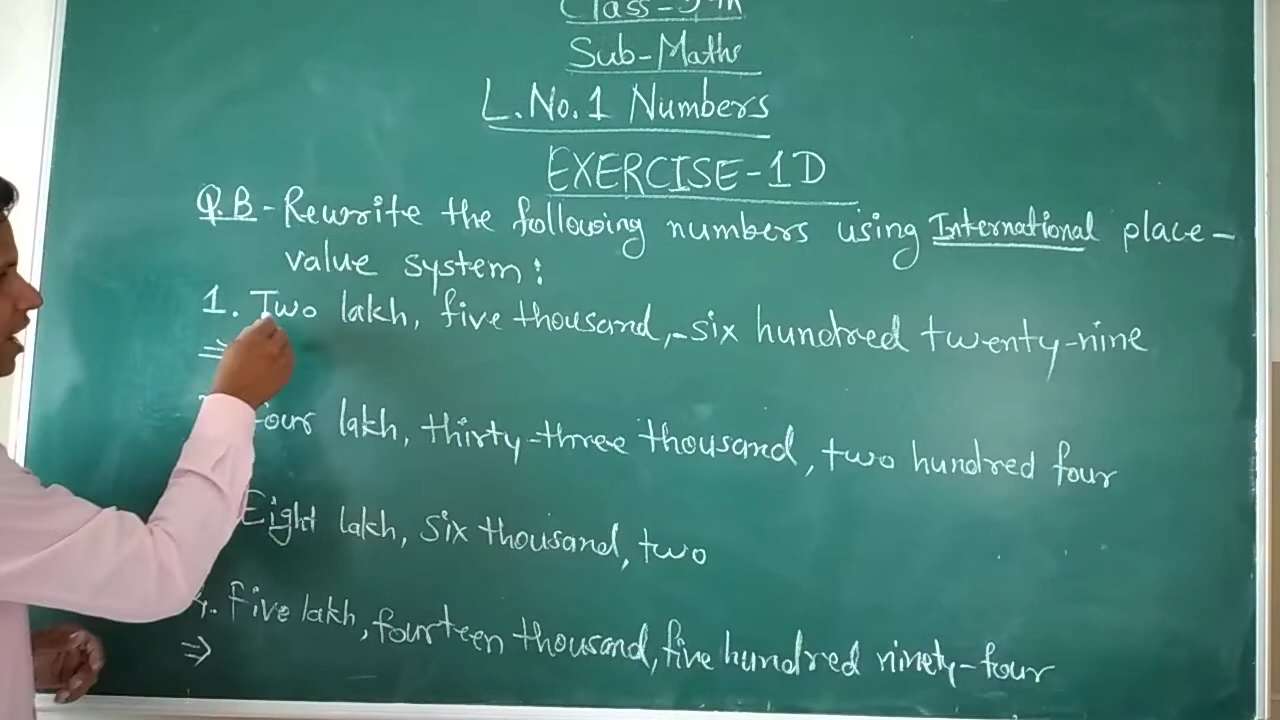 Class-5th
Sub-Maths
L.No.1 Numbers
EXERCISE-1D
Q.B-Rewrite the following numbers using International place-
value system:
1. Two lakh, five thousand, six hundred twenty-nine
⇒
four lakh, thirty-three thousand, two hundred four
Eight lakh, six thousand, two
4. five lakh, fourteen thousand, five hundred ninety-four
⇒